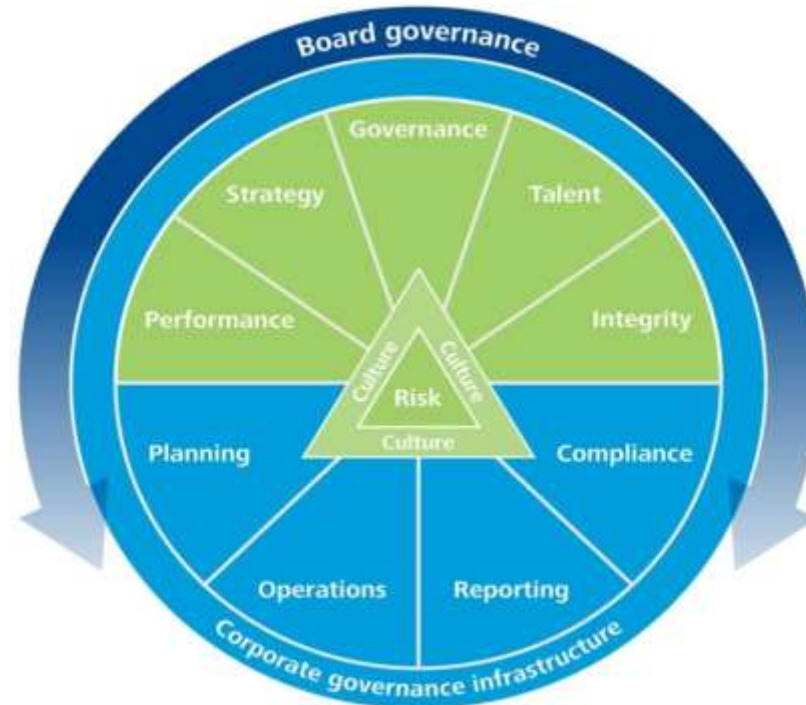 Board governance
Governance
Strategy
Talent
Performance
Integrity
Culture
Culture
Risk
Culture
Planning
Compliance
Operations
Reporting
Corporate governance infrastructure